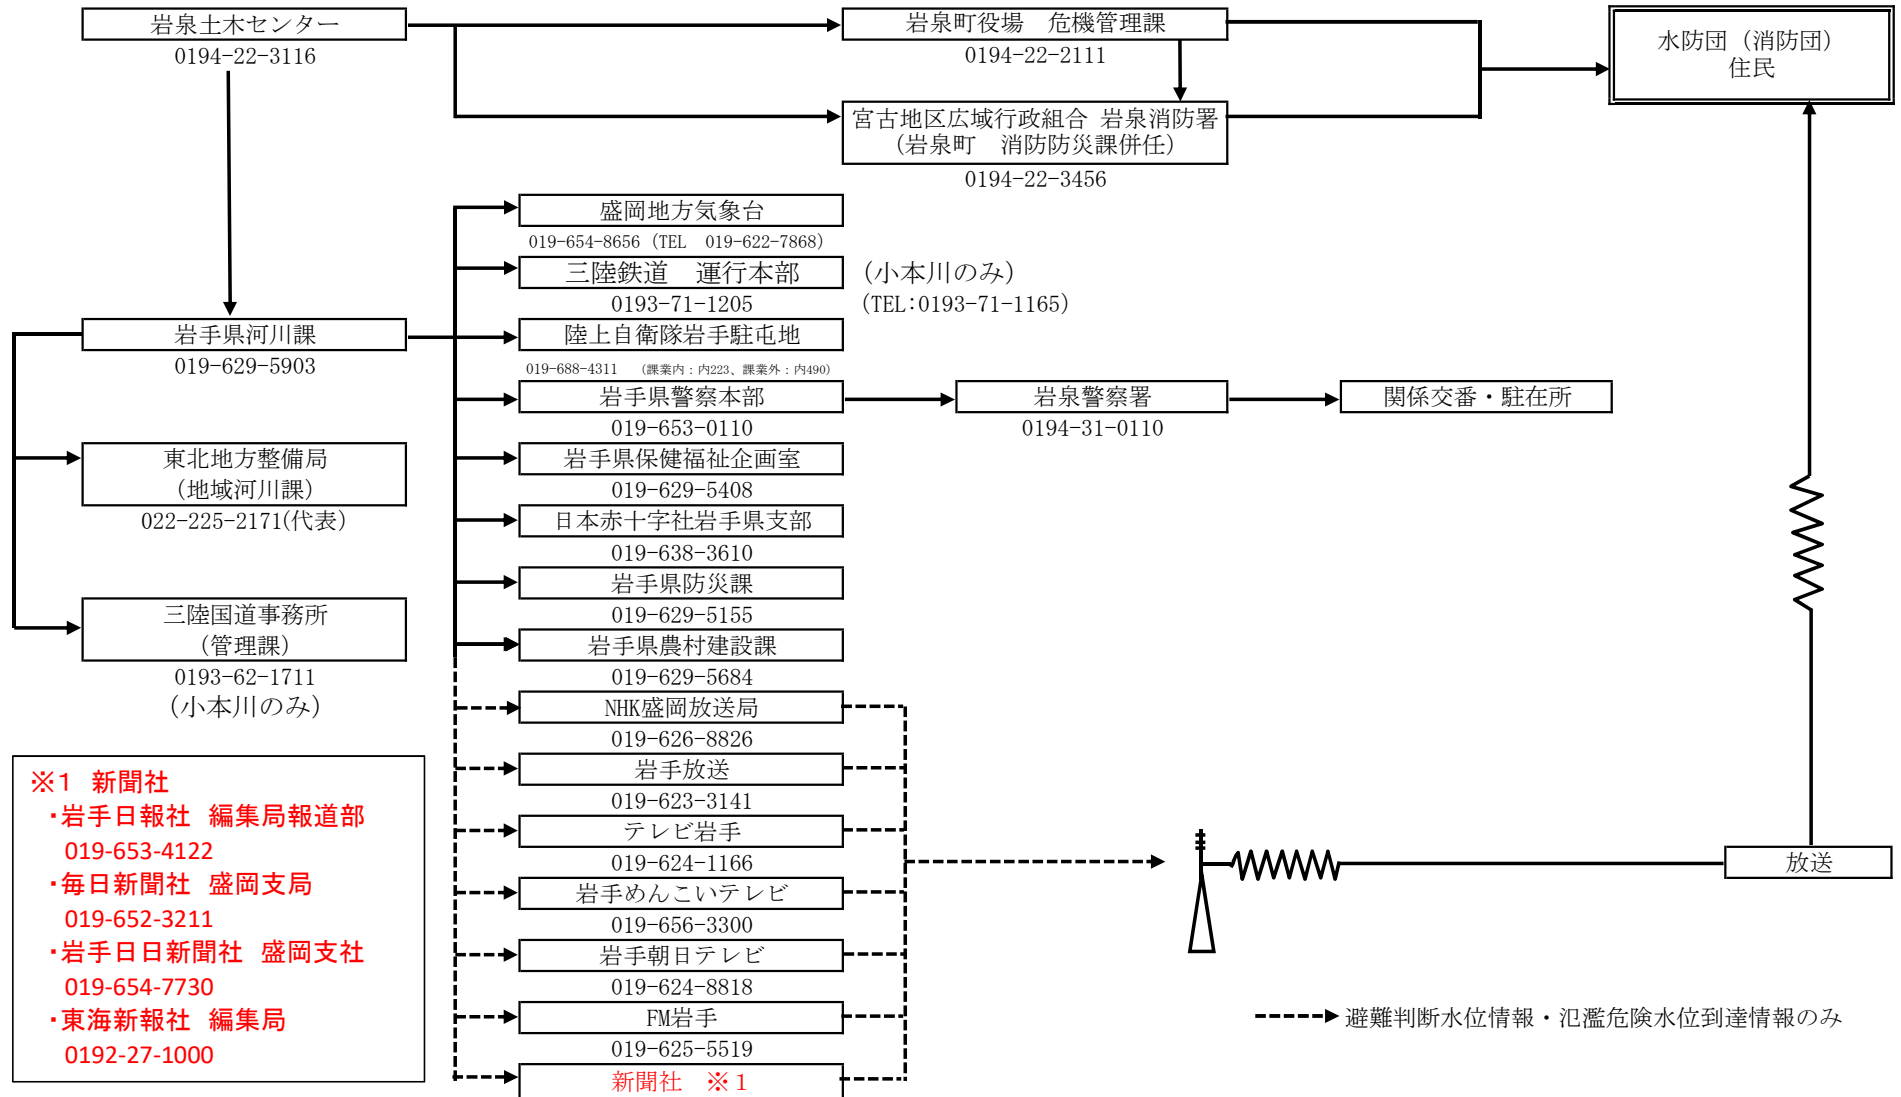 岩泉土木センター
0194-22-3116
岩泉町役場　危機管理課
0194-22-2111
水防団（消防団）
住民
宮古地区広域行政組合 岩泉消防署
（岩泉町　消防防災課併任）
0194-22-3456
盛岡地方気象台
019-654-8656（TEL　019-622-7868）
三陸鉄道　運行本部
（小本川のみ）
0193-71-1205
（TEL:0193-71-1165）
岩手県河川課
019-629-5903
陸上自衛隊岩手駐屯地
019-688-4311　（課業内：内223、課業外：内490）
岩手県警察本部
019-653-0110
岩泉警察署
0194-31-0110
関係交番・駐在所
東北地方整備局
（地域河川課）
022-225-2171(代表)
岩手県保健福祉企画室
019-629-5408
日本赤十字社岩手県支部
019-638-3610
岩手県防災課
019-629-5155
三陸国道事務所
（管理課）
0193-62-1711
（小本川のみ）
岩手県農村建設課
019-629-5684
NHK盛岡放送局
019-626-8826
岩手放送
019-623-3141
テレビ岩手
019-624-1166
岩手めんこいテレビ
019-656-3300
岩手朝日テレビ
019-624-8818
FM岩手
019-625-5519
新聞社　※１
放送
避難判断水位情報・氾濫危険水位到達情報のみ
※1　新聞社
・岩手日報社　編集局報道部
019-653-4122
・毎日新聞社　盛岡支局
019-652-3211
・岩手日日新聞社　盛岡支社
019-654-7730
・東海新報社　編集局
0192-27-1000